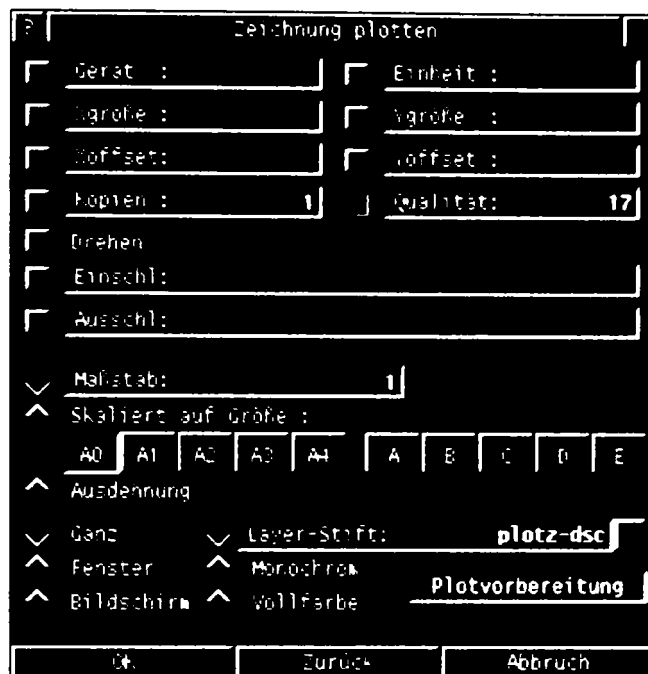 ? Zeichnung plotten
Gerät : Einheit :
Xgröße : Ygröße :
Xoffset: Yoffset :
Kopien : 1 Qualität: 17
Drehen
Einschl:
Ausschl:
Maßstab: 1
Skaliert auf Größe :
A0 A1 A2 A3 A4 A B C D E
Ausdehnung
Ganz Layer-Stift: plotz-dsc
Fenster Monochrom
Plotvorbereitung
Bildschirm Vollfarbe
OK Zurück Abbruch